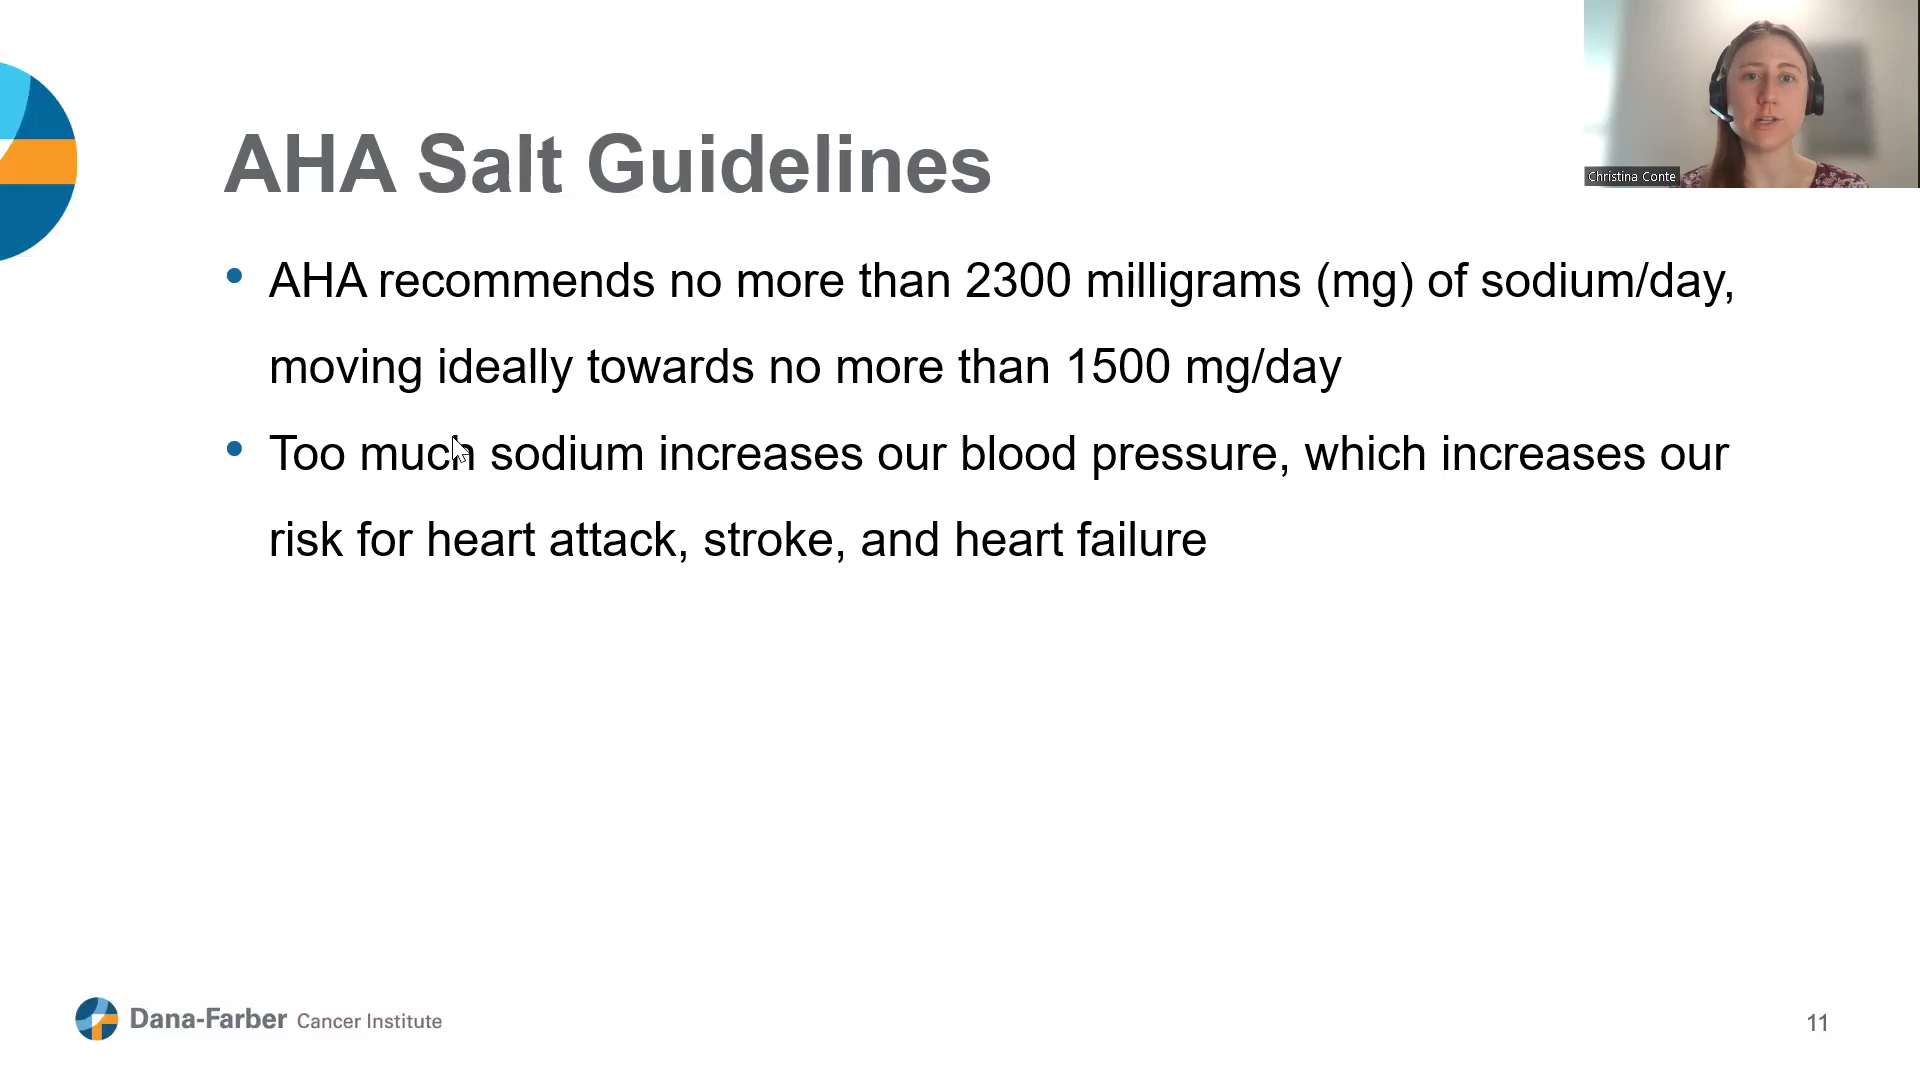 Christina Conte
AHA Salt Guidelines
• AHA recommends no more than 2300 milligrams (mg) of sodium/day,
moving ideally towards no more than 1500 mg/day
• Too much sodium increases our blood pressure, which increases our
risk for heart attack, stroke, and heart failure
Dana-Farber Cancer Institute
11